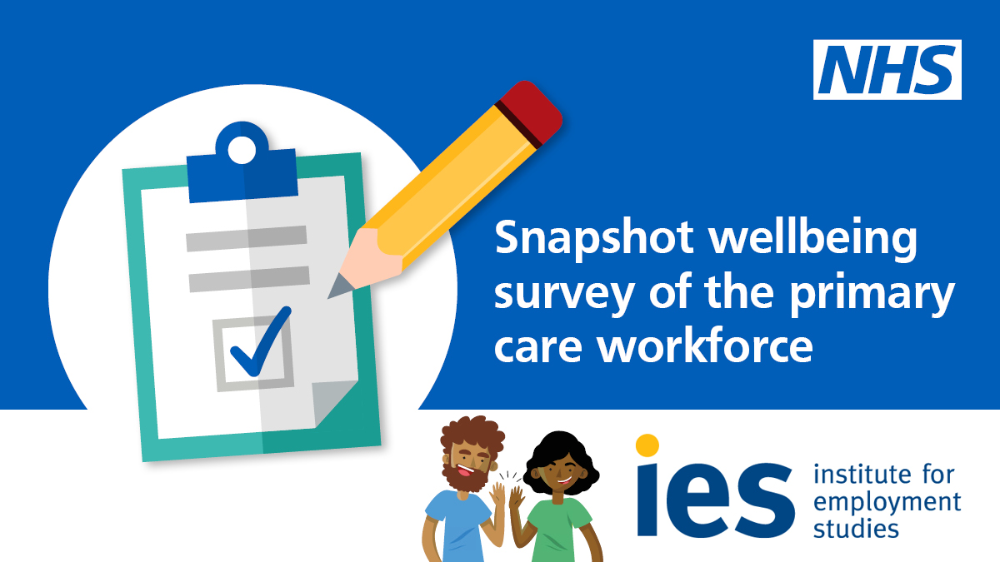 NHS
Snapshot wellbeing
survey of the primary
care workforce
ies
institute for
employment
studies